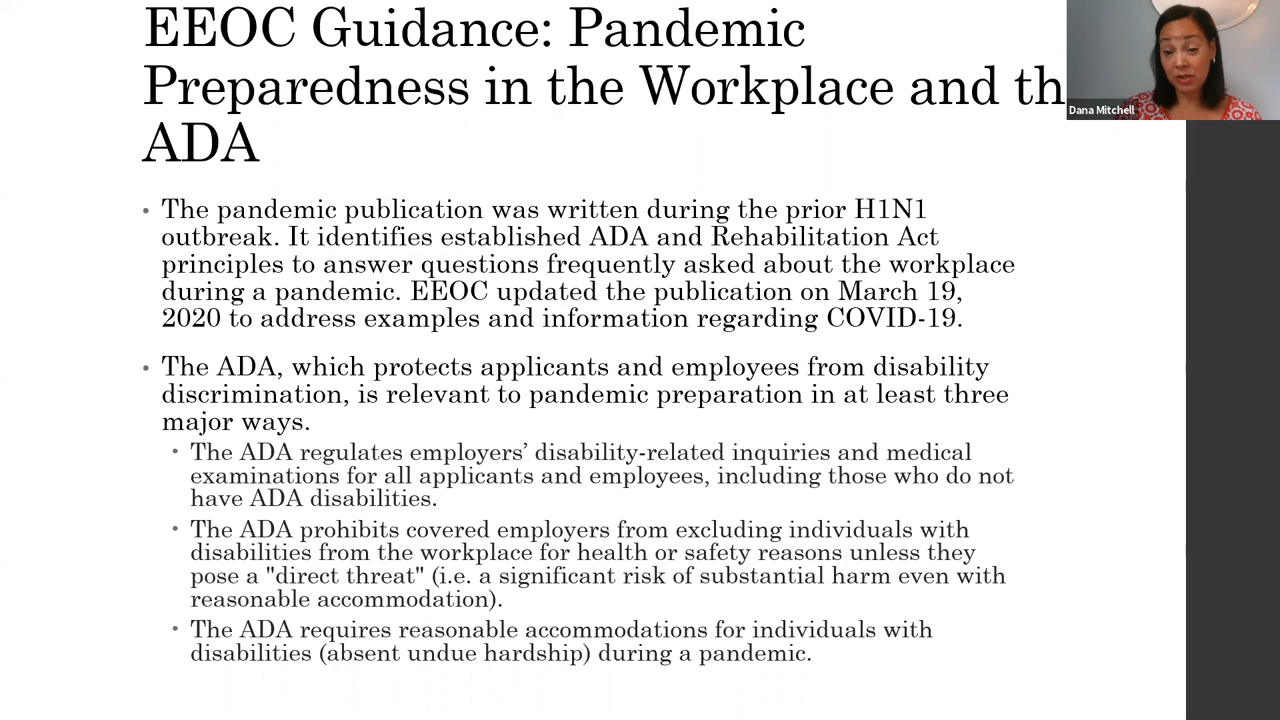 EEOC Guidance: Pandemic
Preparedness in the Workplace and th
ADA
Dana Mitchell
• The pandemic publication was written during the prior H1N1
outbreak. It identifies established ADA and Rehabilitation Act
principles to answer questions frequently asked about the workplace
during a pandemic. EEOC updated the publication on March 19,
2020 to address examples and information regarding COVID-19.
• The ADA, which protects applicants and employees from disability
discrimination, is relevant to pandemic preparation in at least three
major ways.
• The ADA regulates employers’ disability-related inquiries and medical
examinations for all applicants and employees, including those who do not
have ADA disabilities.
• The ADA prohibits covered employers from excluding individuals with
disabilities from the workplace for health or safety reasons unless they
pose a "direct threat" (i.e. a significant risk of substantial harm even with
reasonable accommodation).
• The ADA requires reasonable accommodations for individuals with
disabilities (absent undue hardship) during a pandemic.